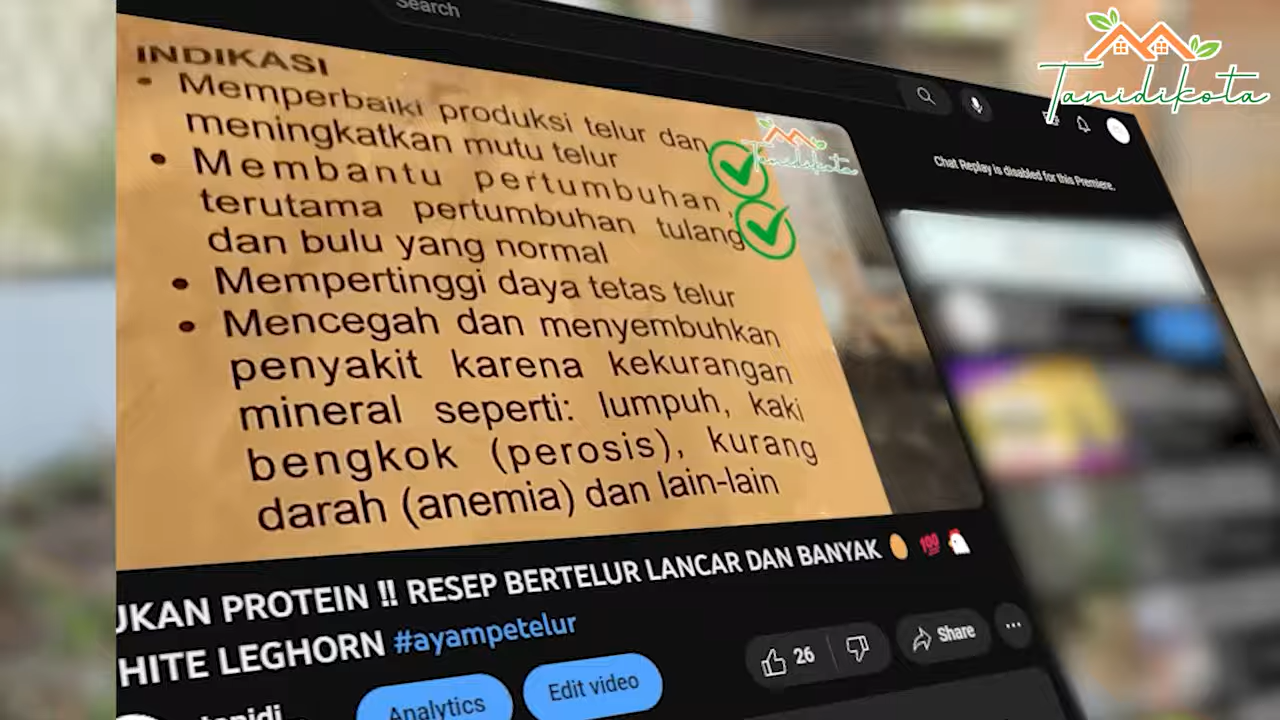 Search
Tanidikota
INDIKASI
• Memperbaiki produksi telur dan
meningkatkan mutu telur
• Membantu pertumbuhan,
terutama pertumbuhan tulang
dan bulu yang normal
• Mempertinggi daya tetas telur
• Mencegah dan menyembuhkan
penyakit karena kekurangan
mineral seperti: lumpuh, kaki
bengkok (perosis), kurang
darah (anemia) dan lain-lain
Tanidikota
Chat Replay is disabled for this Premiere.
UKAN PROTEIN !! RESEP BERTELUR LANCAR DAN BANYAK 🥚 💯 🐔
HITE LEGHORN #ayampetelur
Analytics
Edit video
26
Share